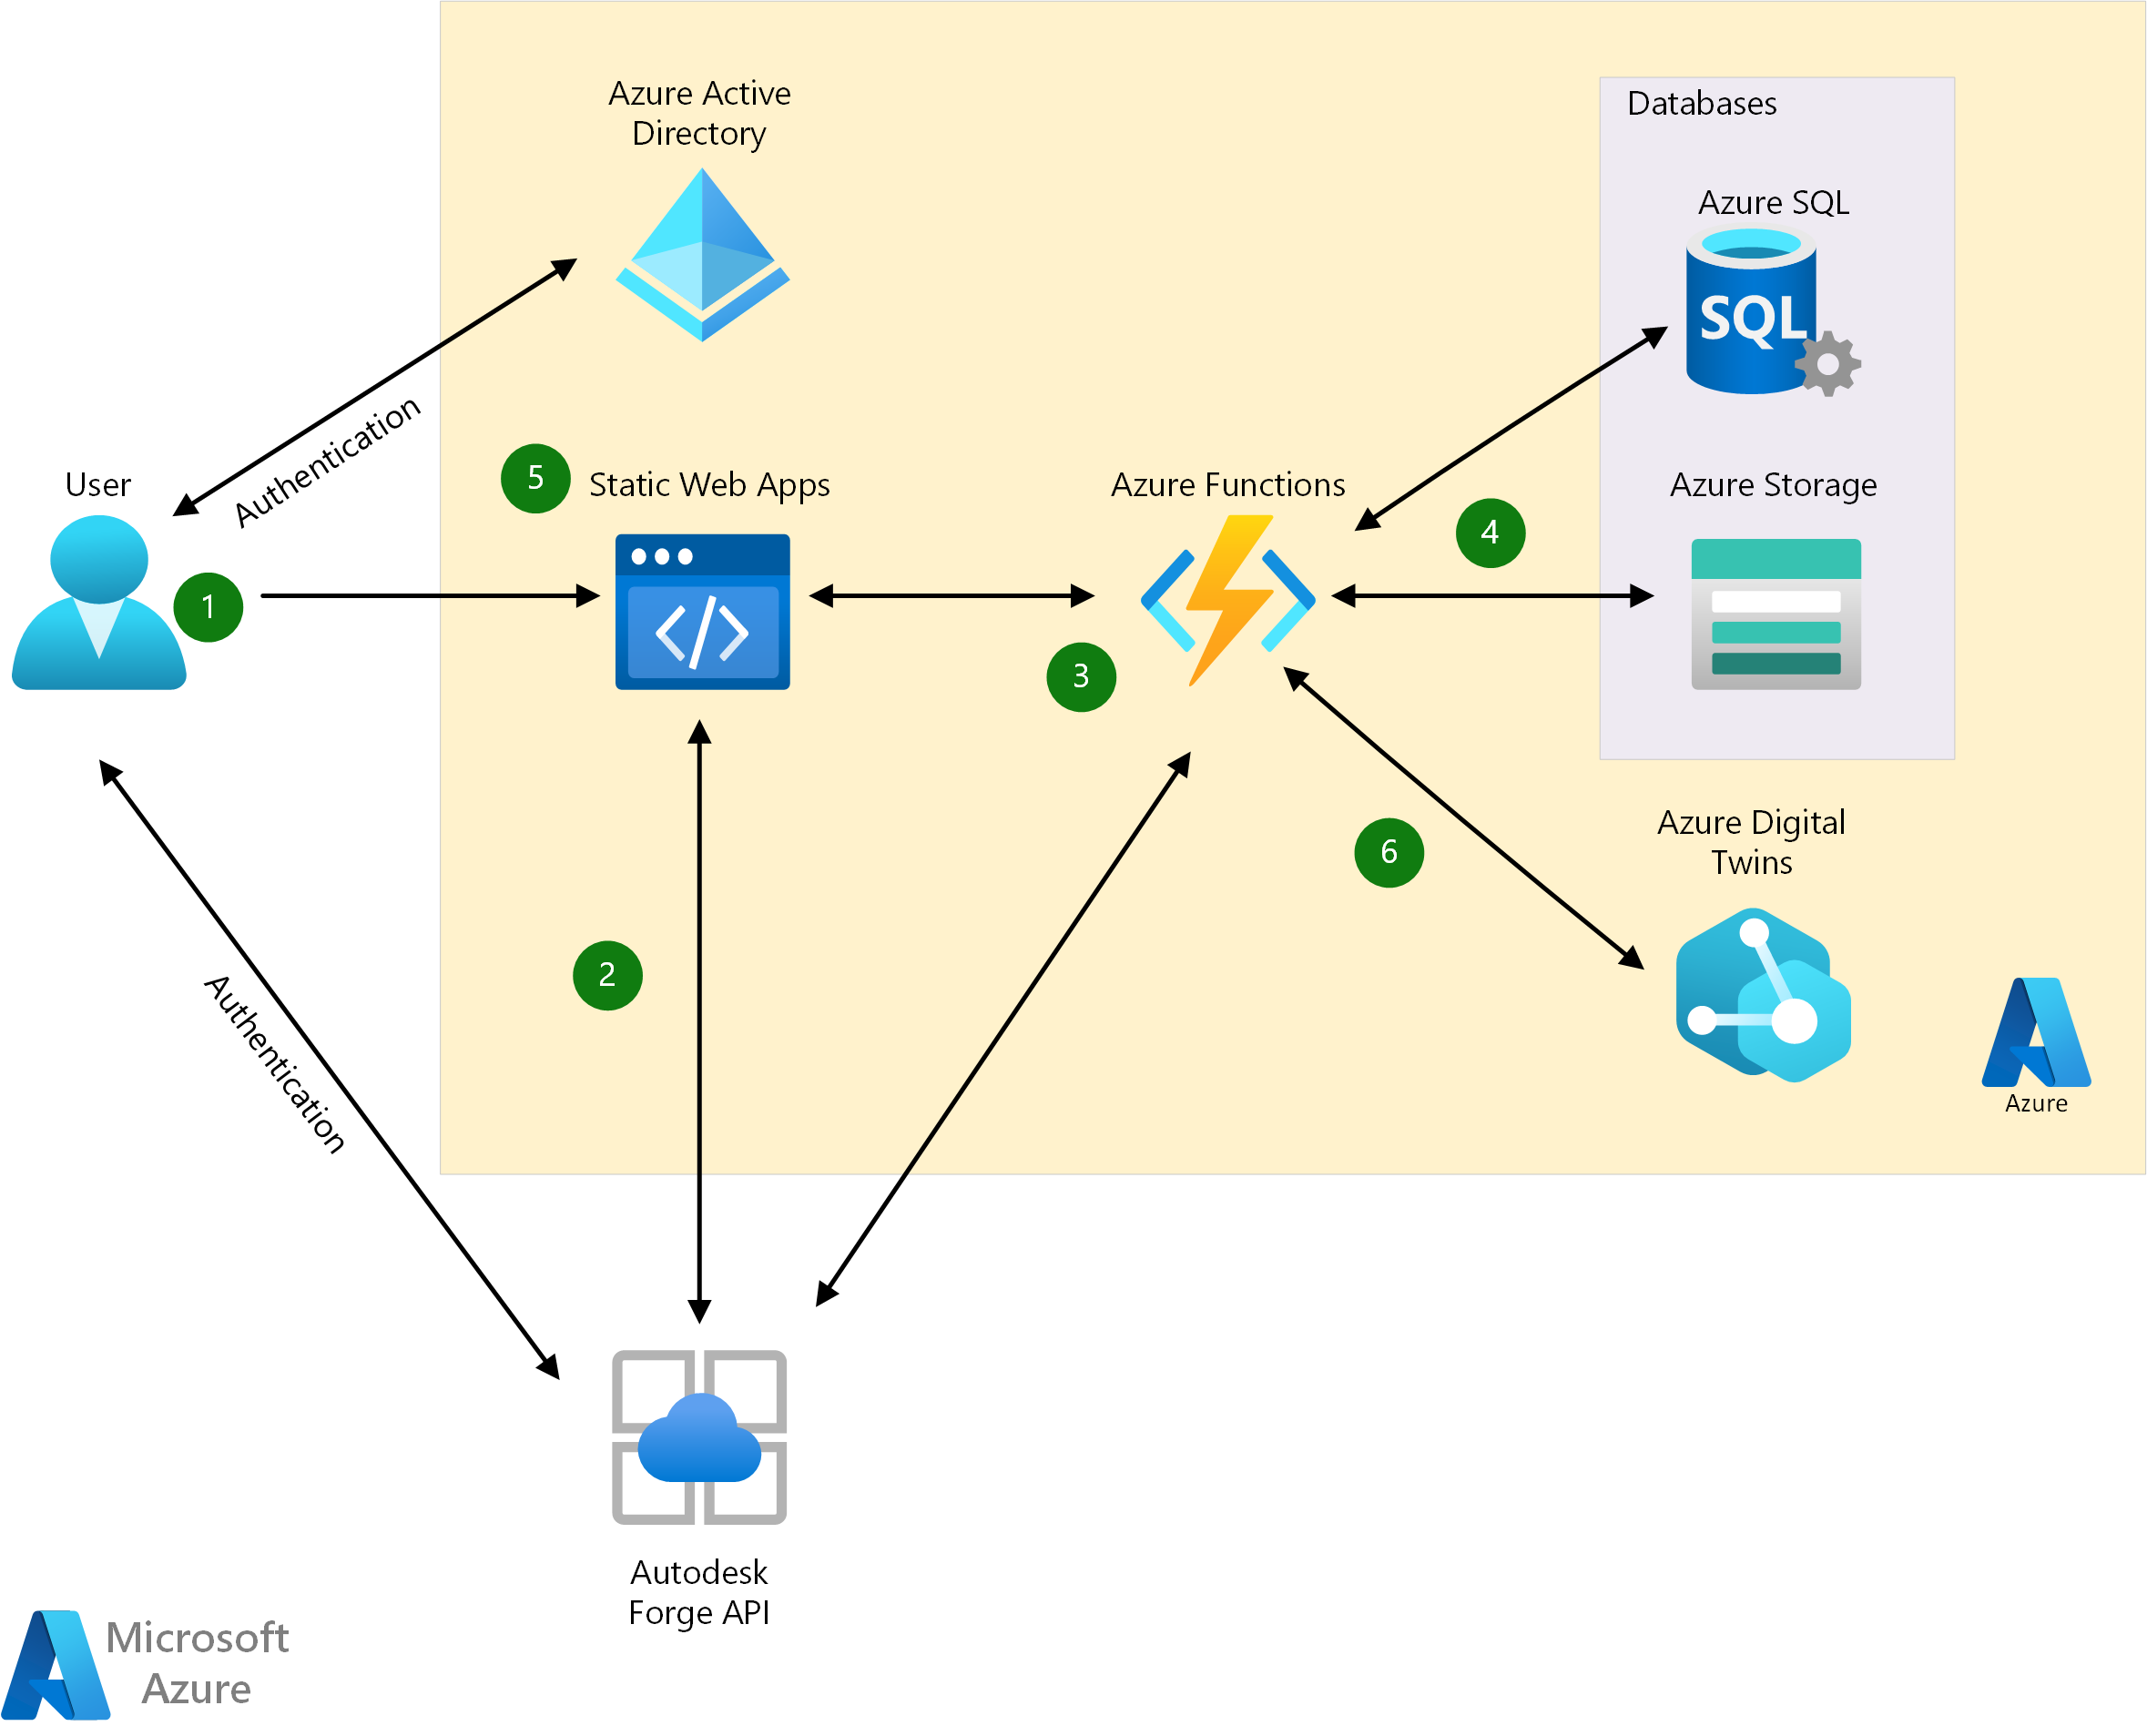 Azure Active
Directory
Databases
Azure SQL
SQL
Authentication
User
5
Static Web Apps
Azure Functions
4
Azure Storage
1
3
Azure Digital
Twins
6
2
Authentication
Azure
Autodesk
Forge API
Microsoft
Azure